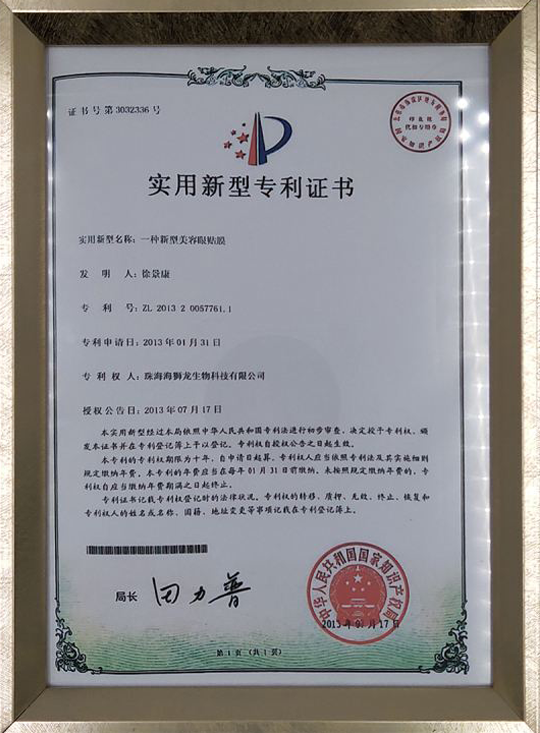 证书号第3032336号
实用新型专利证书
实用新型名称：一种新型美容眼贴膜
发明人：徐景康
专利号：ZL 2013 2 0057761.1
专利申请日：2013年01月31日
专利权人：珠海海狮龙生物科技有限公司
授权公告日：2013年07月17日
本实用新型经过本局依照中华人民共和国专利法进行初步审查，决定授予专利权，颁
发本证书并在专利登记簿上予以登记。专利权自授权公告之日起生效。
本专利的专利权期限为十年，自申请日起算。专利权人应当依照专利法及其实施细则
规定缴纳年费。本专利的年费应当在每年01月31日前缴纳。未按照规定缴纳年费的，专
利权自应当缴纳年费期满之日起终止。
专利证书记载专利权登记时的法律状况。专利权的转移、质押、无效、终止、恢复和
专利权人的姓名或名称、国籍、地址变更等事项记载在专利登记簿上。
局长
田力普
中华人民共和国国家知识产权局
2013年07月17日
第1页（共1页）